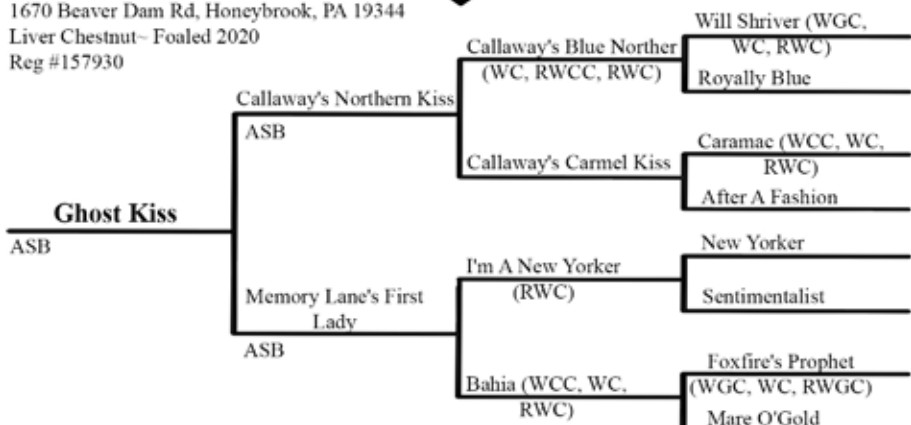 1670 Beaver Dam Rd, Honeybrook, PA 19344
Liver Chestnut~ Foaled 2020
Reg #157930
Ghost Kiss
ASB
Callaway's Northern Kiss
ASB
Memory Lane's First
Lady
ASB
Callaway's Blue Norther
(WC, RWCC, RWC)
Callaway's Carmel Kiss
I'm A New Yorker
(RWC)
Bahia (WCC, WC,
RWC)
Will Shriver (WGC,
WC, RWC)
Royally Blue
Caramac (WCC, WC,
RWC)
After A Fashion
New Yorker
Sentimentalist
Foxfire's Prophet
(WGC, WC, RWGC)
Mare O'Gold